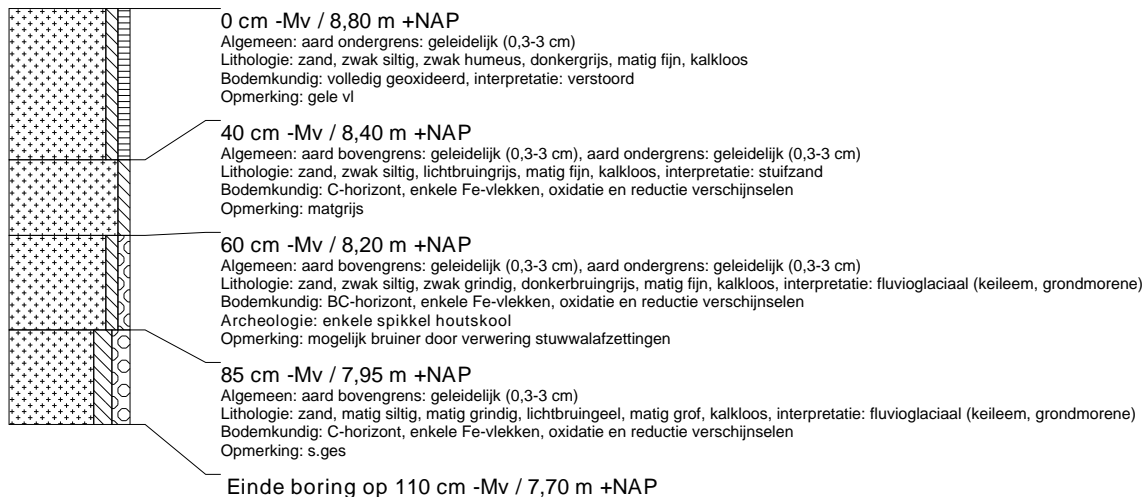 0 cm -Mv / 8,80 m +NAP
Algemeen: aard ondergrens: geleidelijk (0,3-3 cm)
Lithologie: zand, zwak siltig, zwak humeus, donkergrijs, matig fijn, kalkloos
Bodemkundig: volledig geoxideerd, interpretatie: verstoord
Opmerking: gele vl
40 cm -Mv / 8,40 m +NAP
Algemeen: aard bovengrens: geleidelijk (0,3-3 cm), aard ondergrens: geleidelijk (0,3-3 cm)
Lithologie: zand, zwak siltig, lichtbruingrijs, matig fijn, kalkloos, interpretatie: stuifzand
Bodemkundig: C-horizont, enkele Fe-vlekken, oxidatie en reductie verschijnselen
Opmerking: matgrijs
60 cm -Mv / 8,20 m +NAP
Algemeen: aard bovengrens: geleidelijk (0,3-3 cm), aard ondergrens: geleidelijk (0,3-3 cm)
Lithologie: zand, zwak siltig, zwak grindig, donkerbruingrijs, matig fijn, kalkloos, interpretatie: fluvioglaciaal (keileem, grondmorene)
Bodemkundig: BC-horizont, enkele Fe-vlekken, oxidatie en reductie verschijnselen
Archeologie: enkele spikkel houtskool
Opmerking: mogelijk bruiner door verwering stuwwalafzettingen
85 cm -Mv / 7,95 m +NAP
Algemeen: aard bovengrens: geleidelijk (0,3-3 cm)
Lithologie: zand, matig siltig, matig grindig, lichtbruingeel, matig grof, kalkloos, interpretatie: fluvioglaciaal (keileem, grondmorene)
Bodemkundig: C-horizont, enkele Fe-vlekken, oxidatie en reductie verschijnselen
Opmerking: s.ges
Einde boring op 110 cm -Mv / 7,70 m +NAP